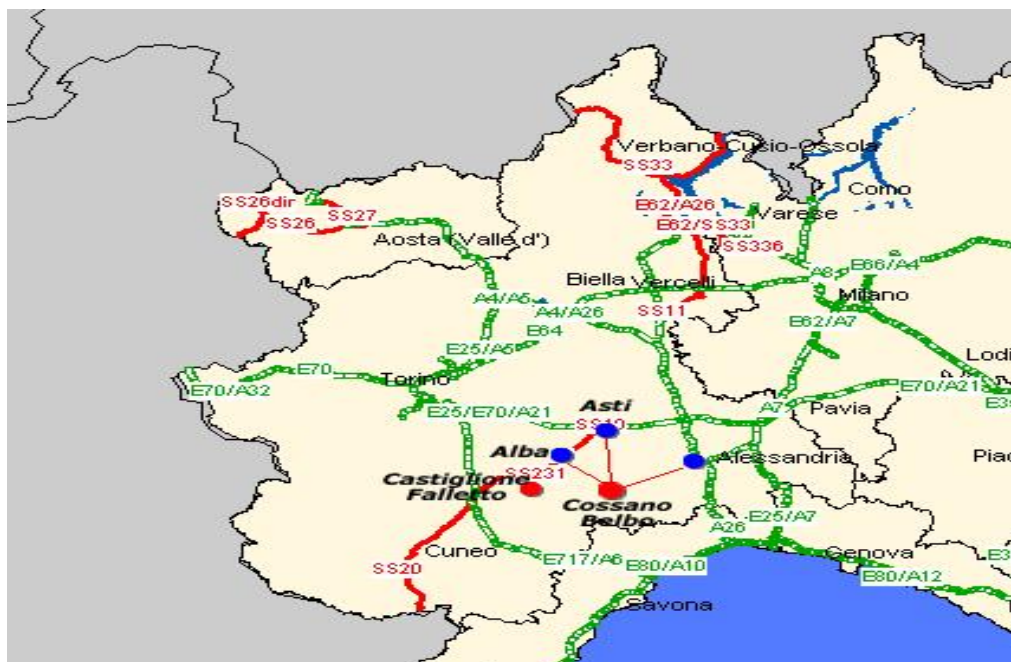 Verbano-Cusio-Ossola
SS33
Como
SS26dir
E62/A26
Varese
SS27
SS26
E62/SS33
Aosta (Valle d')
SS336
E66/A4
A8
Biella
Vercelli
A4/A5
Milano
A4/A26
SS11
E62/A7
E64
E25/A5
Lodi
E70
Torino
E70/A32
E70/A21
Asti
A7
Pavia
E25/E70/A21
SS10
Alba
Alessandria
SS231
Castiglione
Falletto
Cossano
Belbo
E25/A7
A26
Cuneo
Genova
E717/A6
E80/A10
SS20
E80/A12
Savona